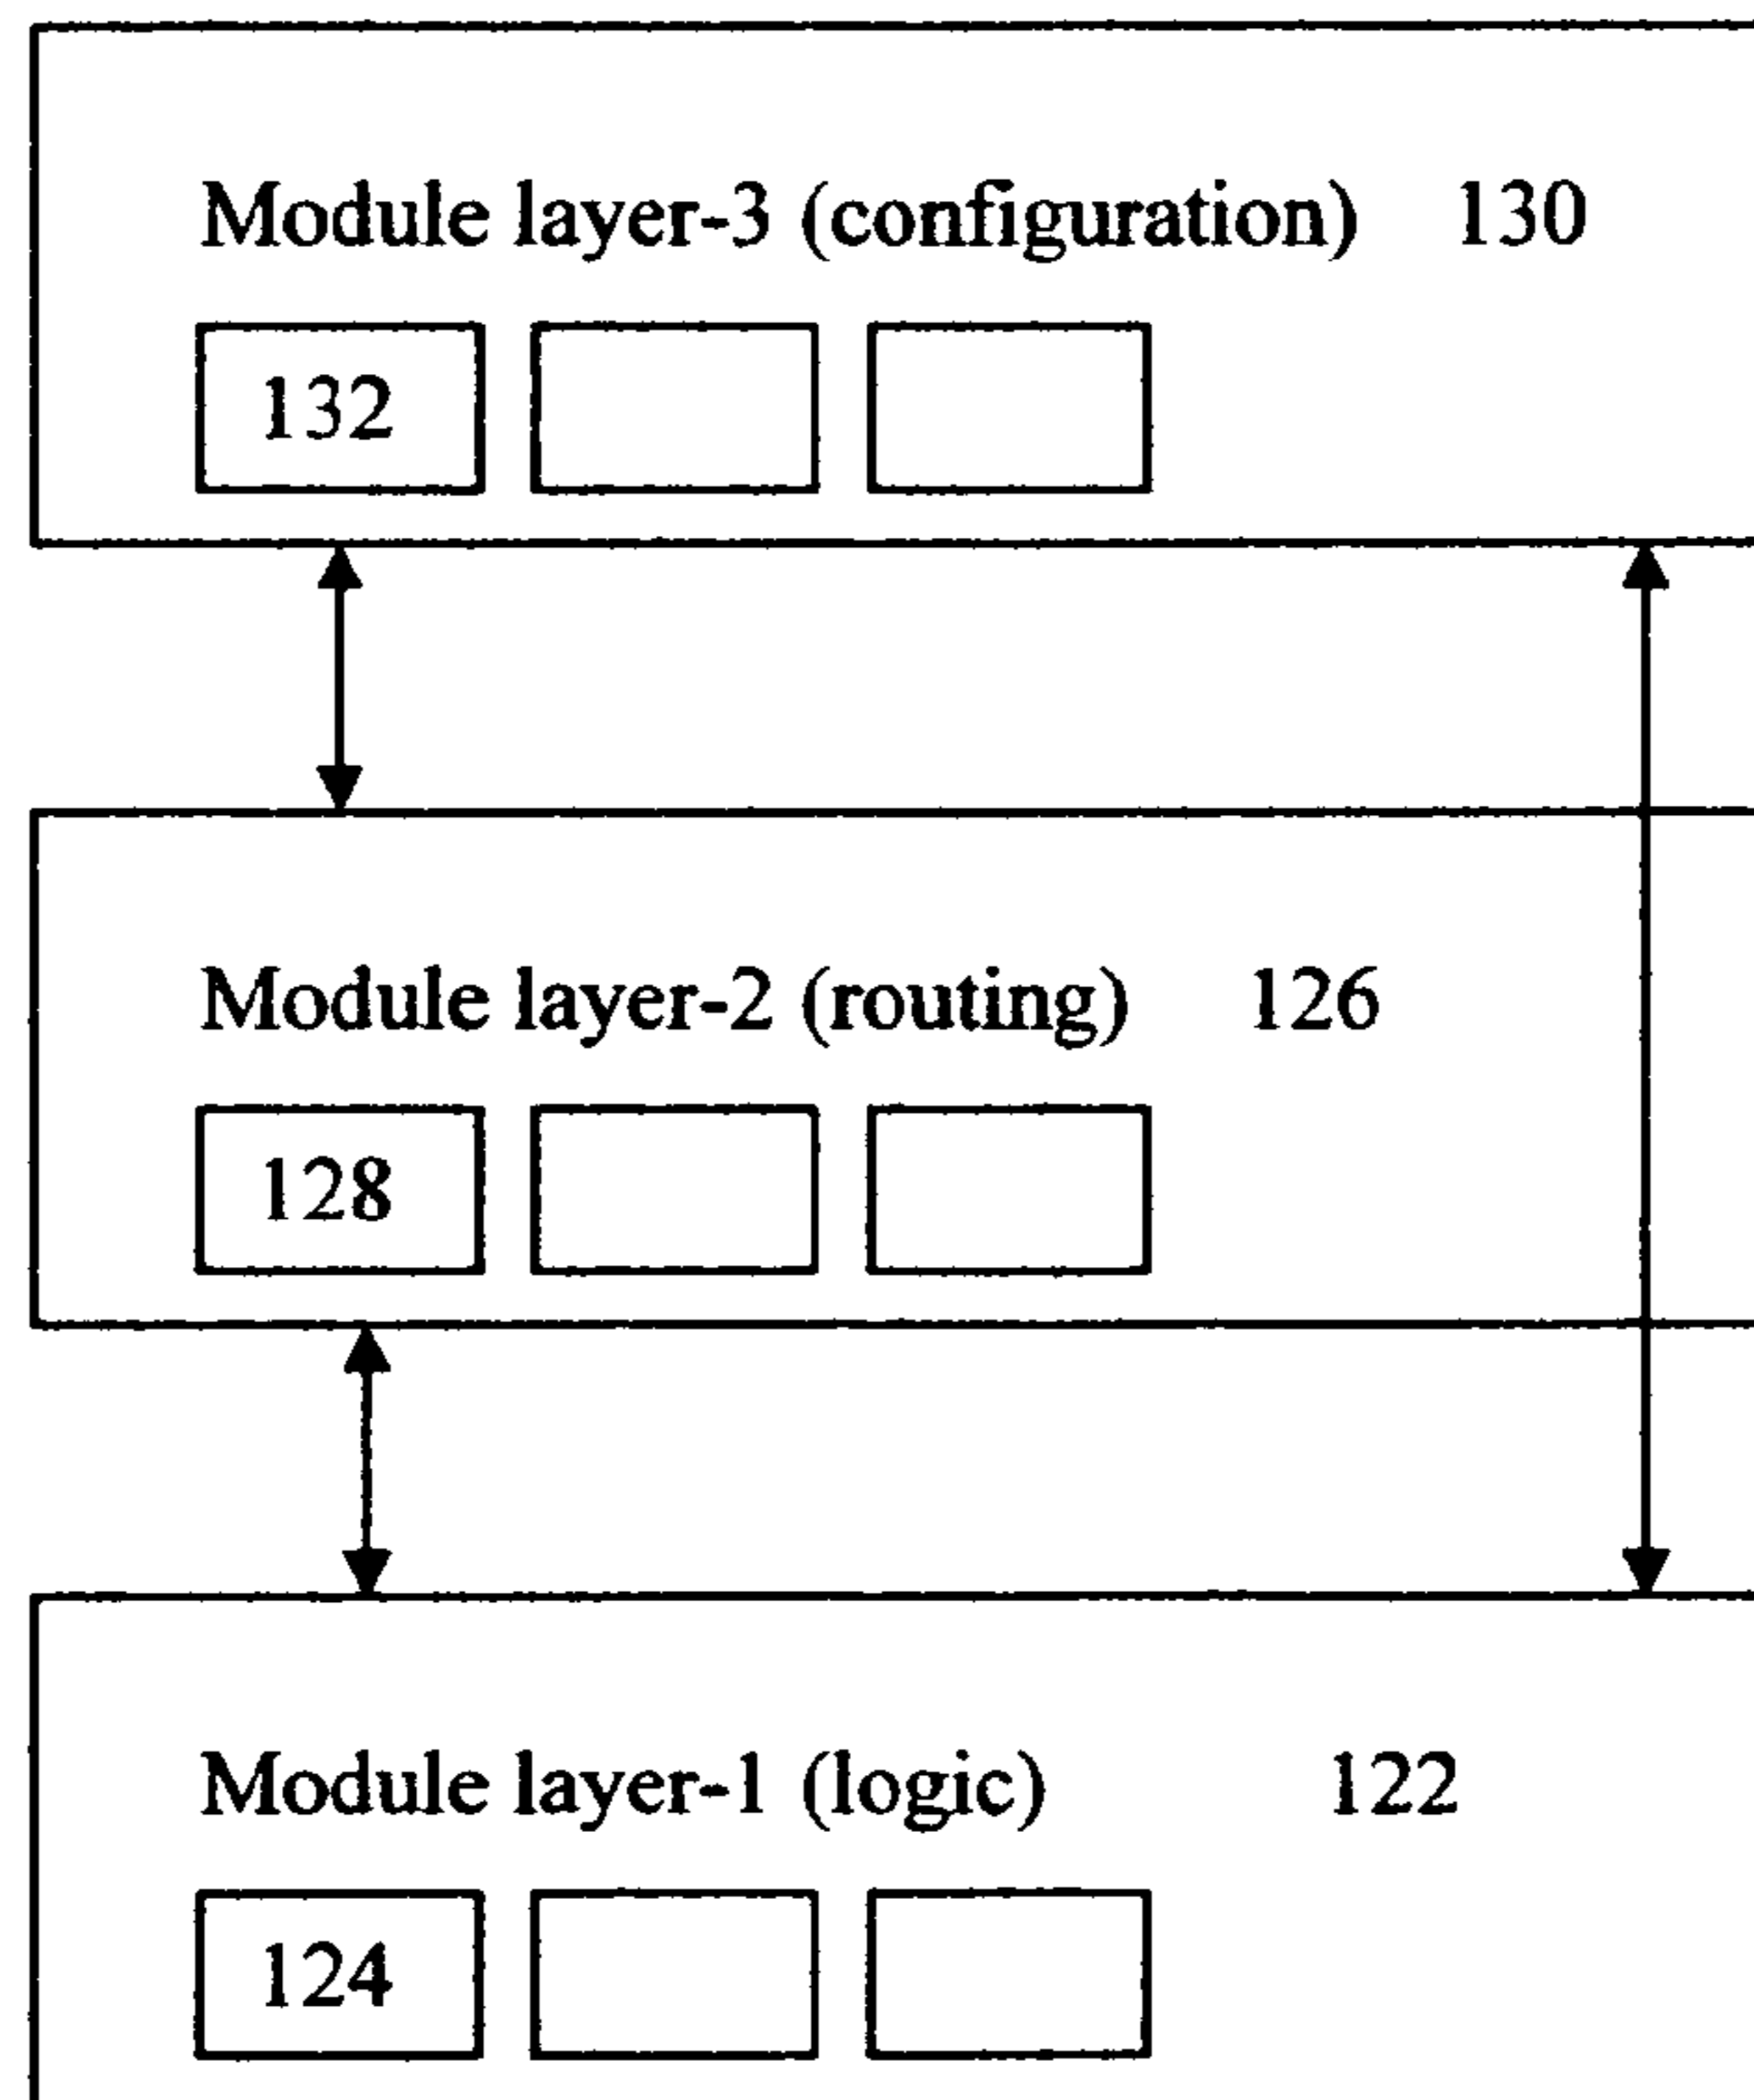 Module layer-3 (configuration) 130
132
Module layer-2 (routing) 126
128
Module layer-1 (logic) 122
124